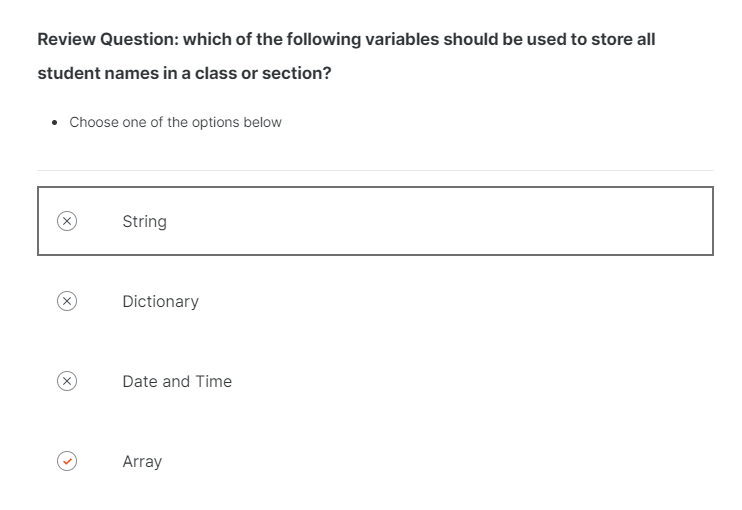 Review Question: which of the following variables should be used to store all
student names in a class or section?
• Choose one of the options below
String
Dictionary
Date and Time
Array